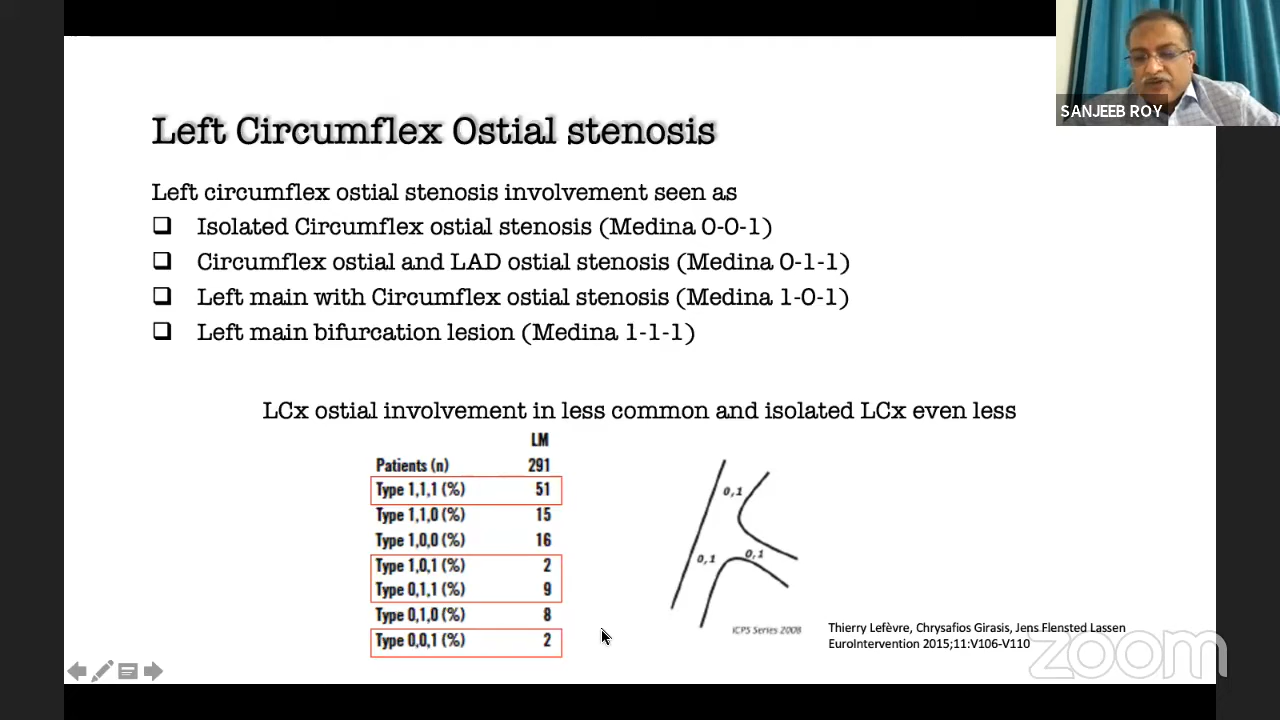 SANJEEB ROY
Left Circumflex Ostial stenosis
Left circumflex ostial stenosis involvement seen as
Isolated Circumflex ostial stenosis (Medina 0-0-1)
Circumflex ostial and LAD ostial stenosis (Medina 0-1-1)
Left main with Circumflex ostial stenosis (Medina 1-0-1)
Left main bifurcation lesion (Medina 1-1-1)
LCx ostial involvement in less common and isolated LCx even less
LM
Patients (n) 291
Type 1,1,1 (%) 51
Type 1,1,0 (%) 15
Type 1,0,0 (%) 16
Type 1,0,1 (%) 2
Type 0,1,1 (%) 9
Type 0,1,0 (%) 8
Type 0,0,1 (%) 2
0,1
0,1
0,1
ICPS Series 2008
Thierry Lefèvre, Chrysafios Girasis, Jens Flensted Lassen
EuroIntervention 2015;11:V106-V110
zoom